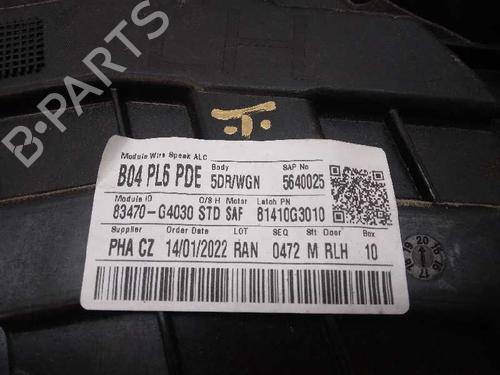 B-PARTS
Module Wire Speak ALC Body SAP No
B04 PL6 PDE 5DR/WGN 5640025
Module ID O/S H Motor Latch PN
83470-G4030 STD SAF 81410G3010
Supplier Order Date LOT SEQ Sft Door Box
PHA CZ 14/01/2022 RAN 0472 M RLH 10